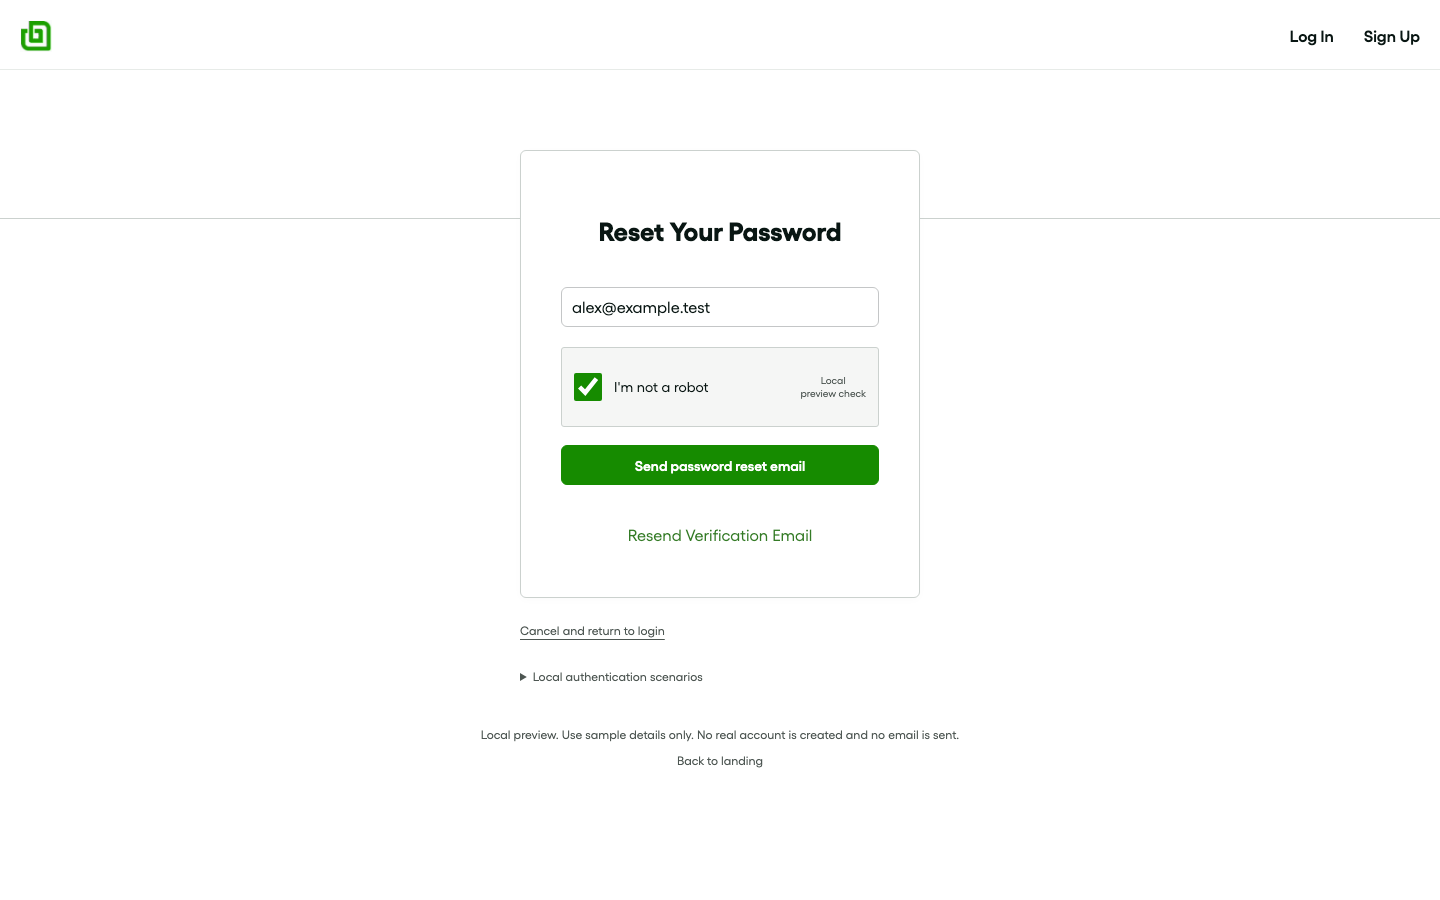 Log In
Sign Up
Reset Your Password
alex@example.test
I'm not a robot
Local
preview check
Send password reset email
Resend Verification Email
Cancel and return to login
Local authentication scenarios
Local preview. Use sample details only. No real account is created and no email is sent.
Back to landing